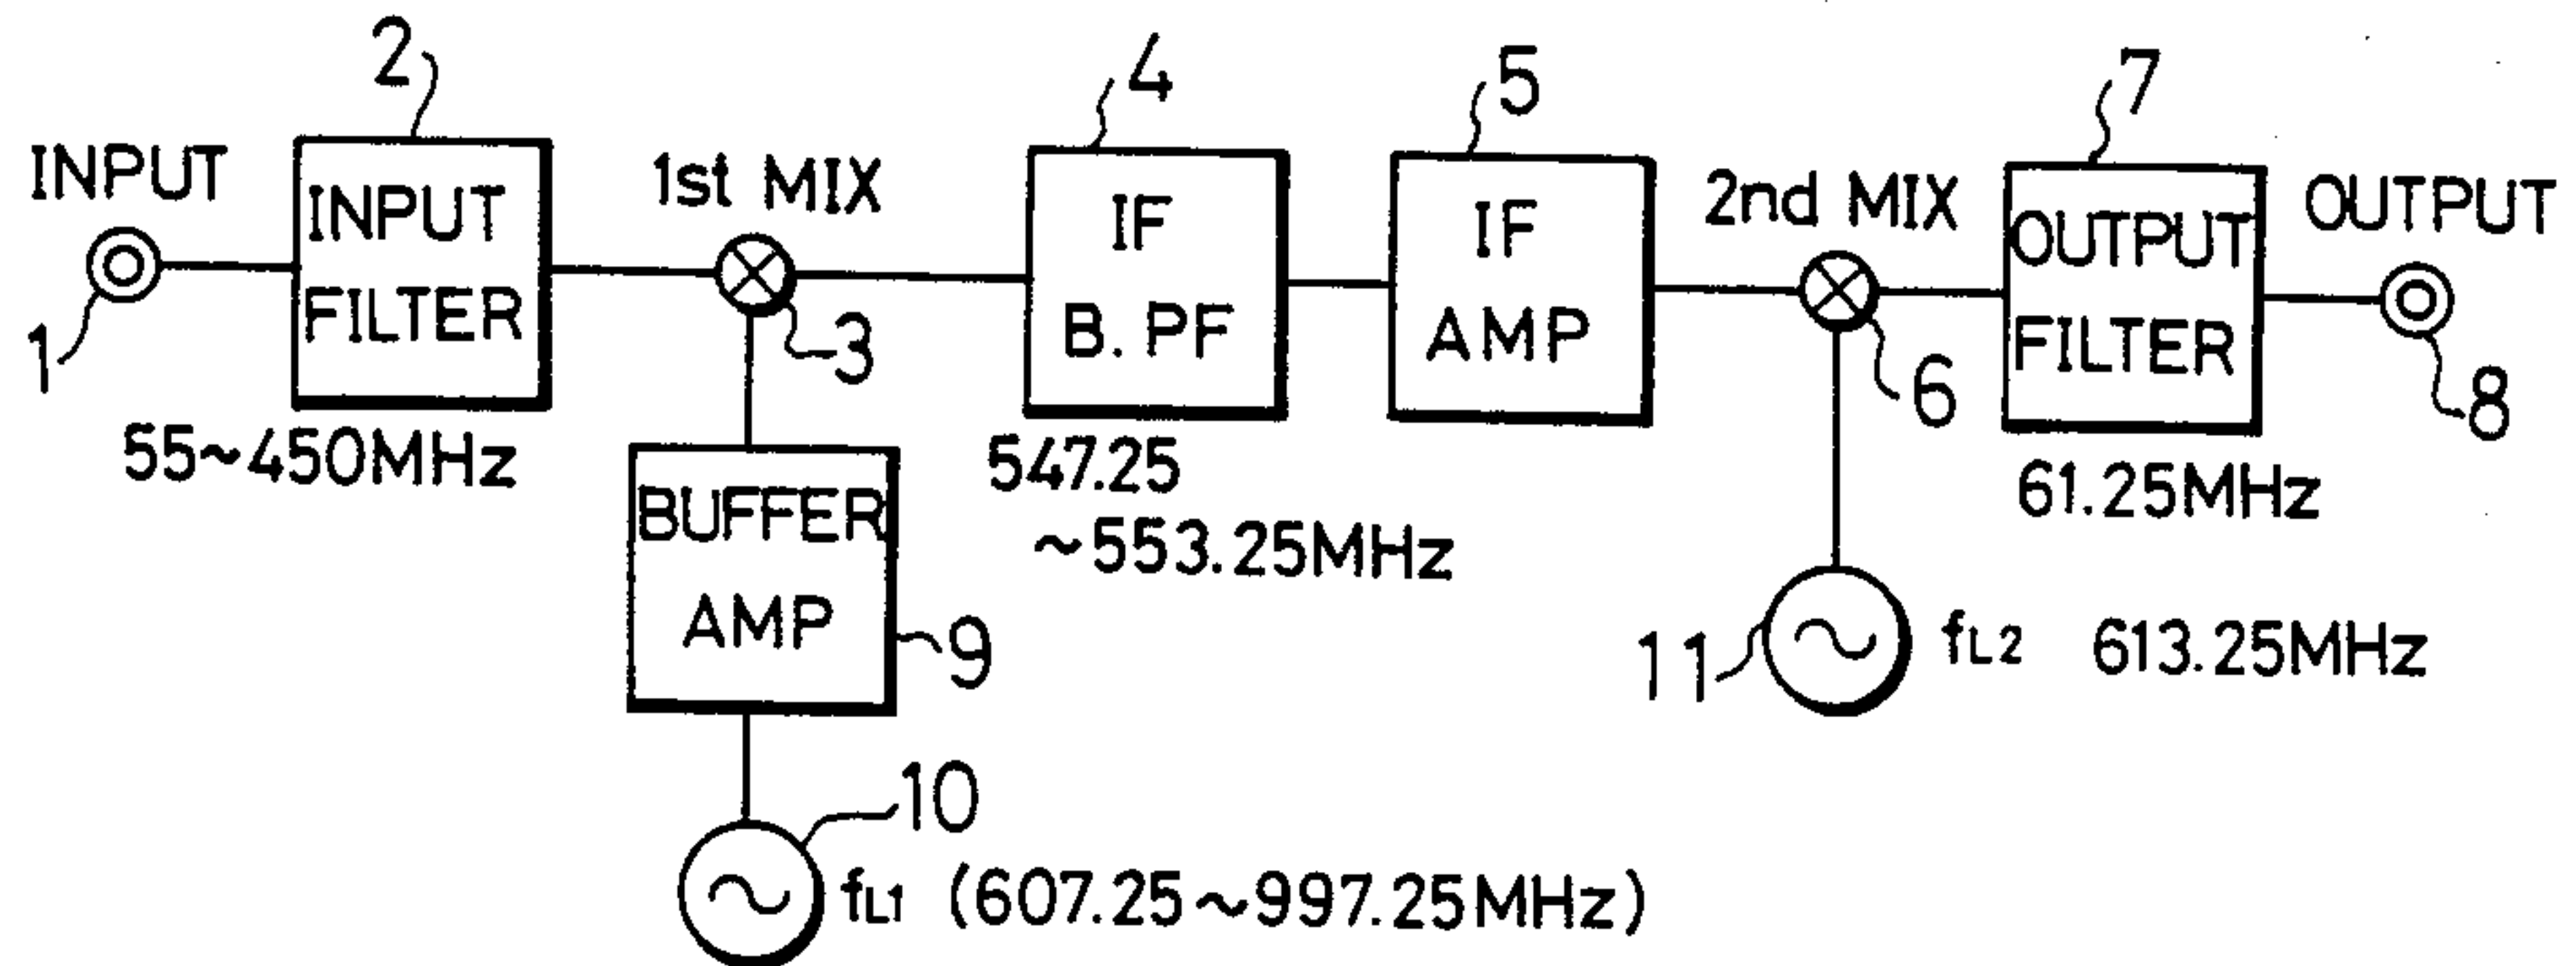 2
4
5
7
INPUT
INPUT
FILTER
1st MIX
IF
B. PF
IF
AMP
2nd MIX
OUTPUT
FILTER
OUTPUT
1
3
6
8
55~450MHz
547.25
~553.25MHz
61.25MHz
BUFFER
AMP
9
11
fL2 613.25MHz
10
fL1 (607.25~997.25MHz)